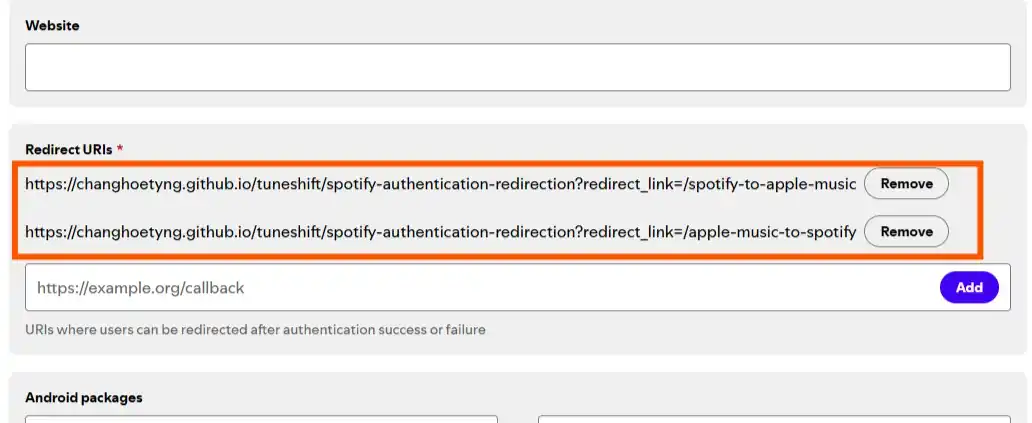 Website
Redirect URIs *
https://changhoetyng.github.io/tuneshift/spotify-authentication-redirection?redirect_link=/spotify-to-apple-music Remove
https://changhoetyng.github.io/tuneshift/spotify-authentication-redirection?redirect_link=/apple-music-to-spotify Remove
https://example.org/callback Add
URIs where users can be redirected after authentication success or failure
Android packages